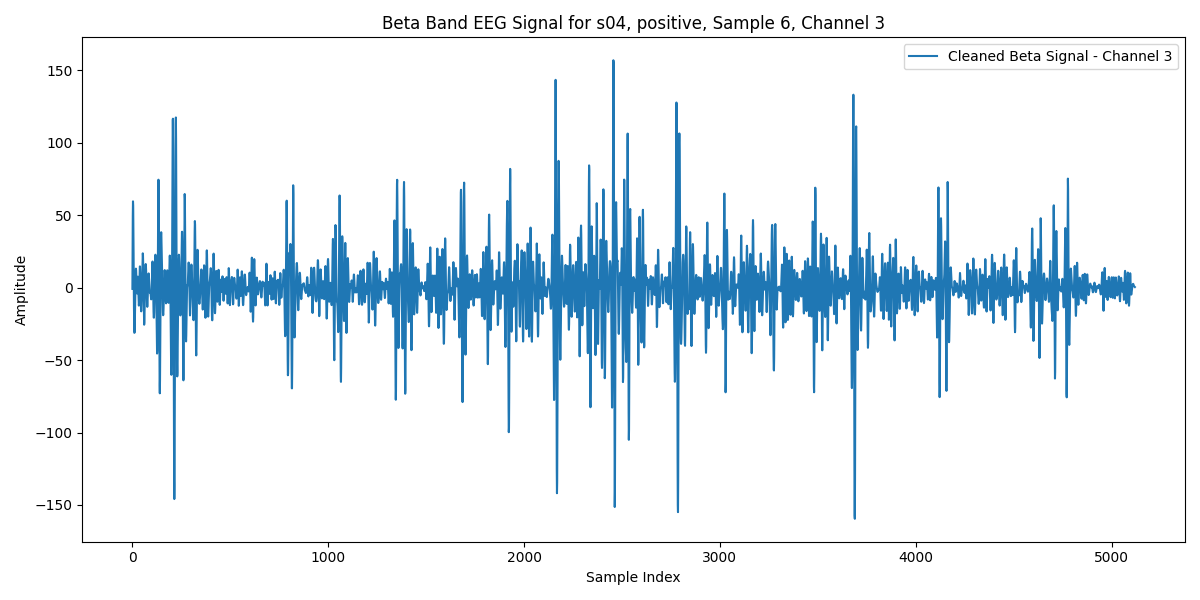 Beta Band EEG Signal for s04, positive, Sample 6, Channel 3
Cleaned Beta Signal - Channel 3
150
100
50
0
−50
−100
−150
Amplitude
0 1000 2000 3000 4000 5000
Sample Index